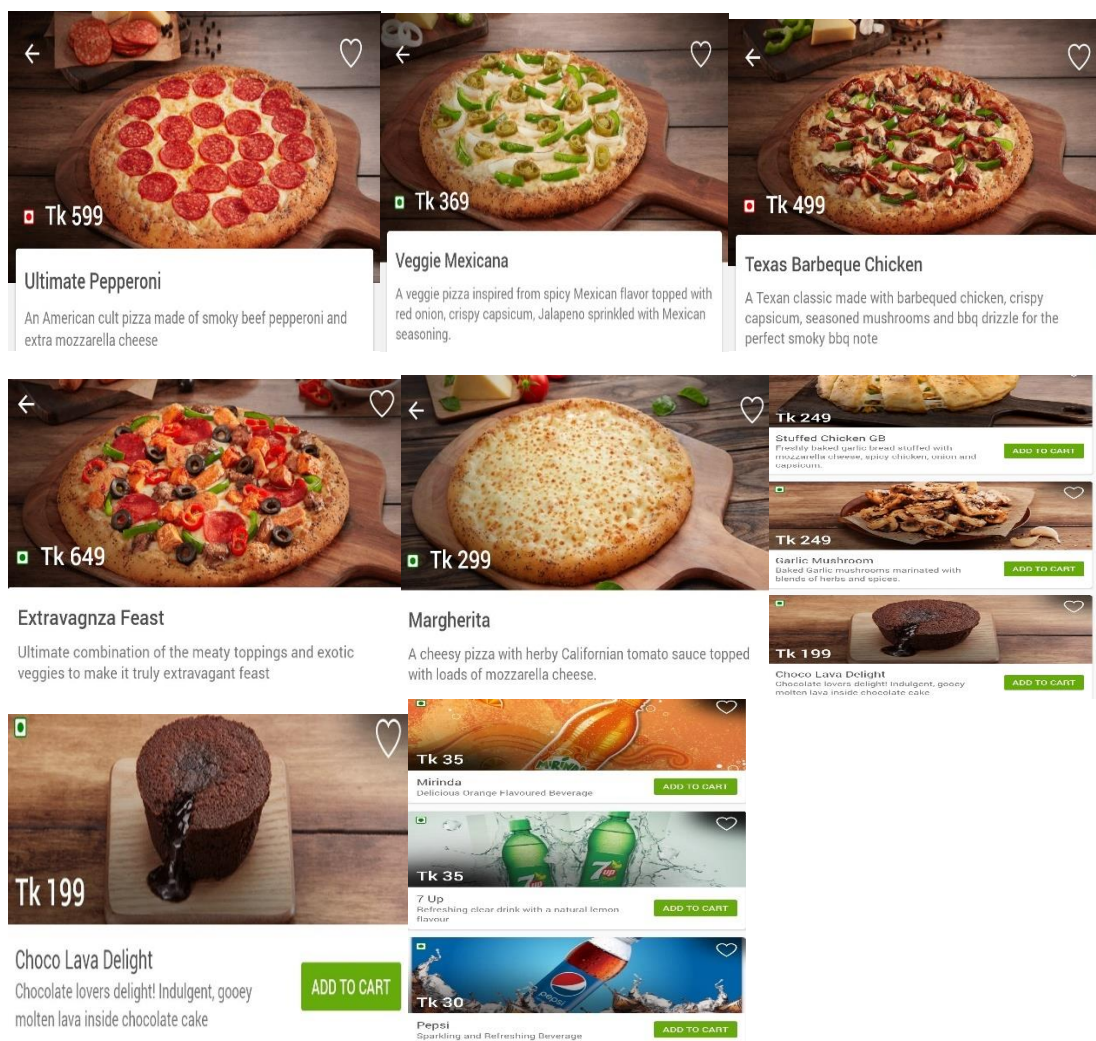 Tk 599
Ultimate Pepperoni
An American cult pizza made of smoky beef pepperoni and
extra mozzarella cheese
Tk 369
Veggie Mexicana
A veggie pizza inspired from spicy Mexican flavor topped with
red onion, crispy capsicum, Jalapeno sprinkled with Mexican
seasoning.
Tk 499
Texas Barbeque Chicken
A Texan classic made with barbequed chicken, crispy
capsicum, seasoned mushrooms and bbq drizzle for the
perfect smoky bbq note
Tk 649
Extravagnza Feast
Ultimate combination of the meaty toppings and exotic
veggies to make it truly extravagant feast
Tk 299
Margherita
A cheesy pizza with herby Californian tomato sauce topped
with loads of mozzarella cheese.
Tk 249
Stuffed Chicken GB
Freshly baked garlic bread stuffed with
mozzarella cheese, spicy chicken, onion and
capsicum.
ADD TO CART
Tk 249
Garlic Mushroom
Baked Garlic mushrooms marinated with
blends of herbs and spices.
ADD TO CART
Tk 199
Choco Lava Delight
Chocolate lovers delight! Indulgent, gooey
molten lava inside chocolate cake
ADD TO CART
Tk 199
Choco Lava Delight
Chocolate lovers delight! Indulgent, gooey
molten lava inside chocolate cake
ADD TO CART
MIRINDA
Tk 35
Mirinda
Delicious Orange Flavoured Beverage
ADD TO CART
7up
7up
Tk 35
7 Up
Refreshing clear drink with a natural lemon
flavour
ADD TO CART
pepsi
Tk 30
Pepsi
Sparkling and Refreshing Beverage
ADD TO CART